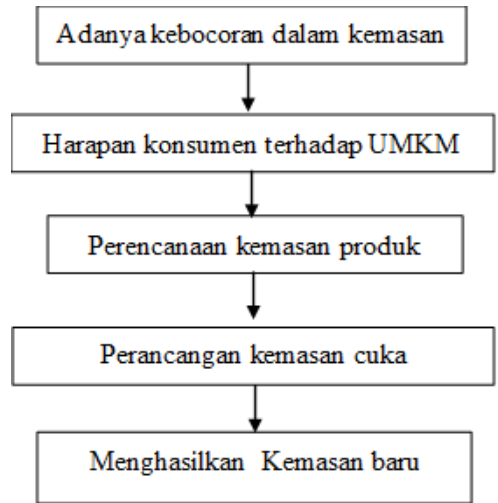 Adanya kebocoran dalam kemasan
Harapan konsumen terhadap UMKM
Perencanaan kemasan produk
Perancangan kemasan cuka
Menghasilkan Kemasan baru